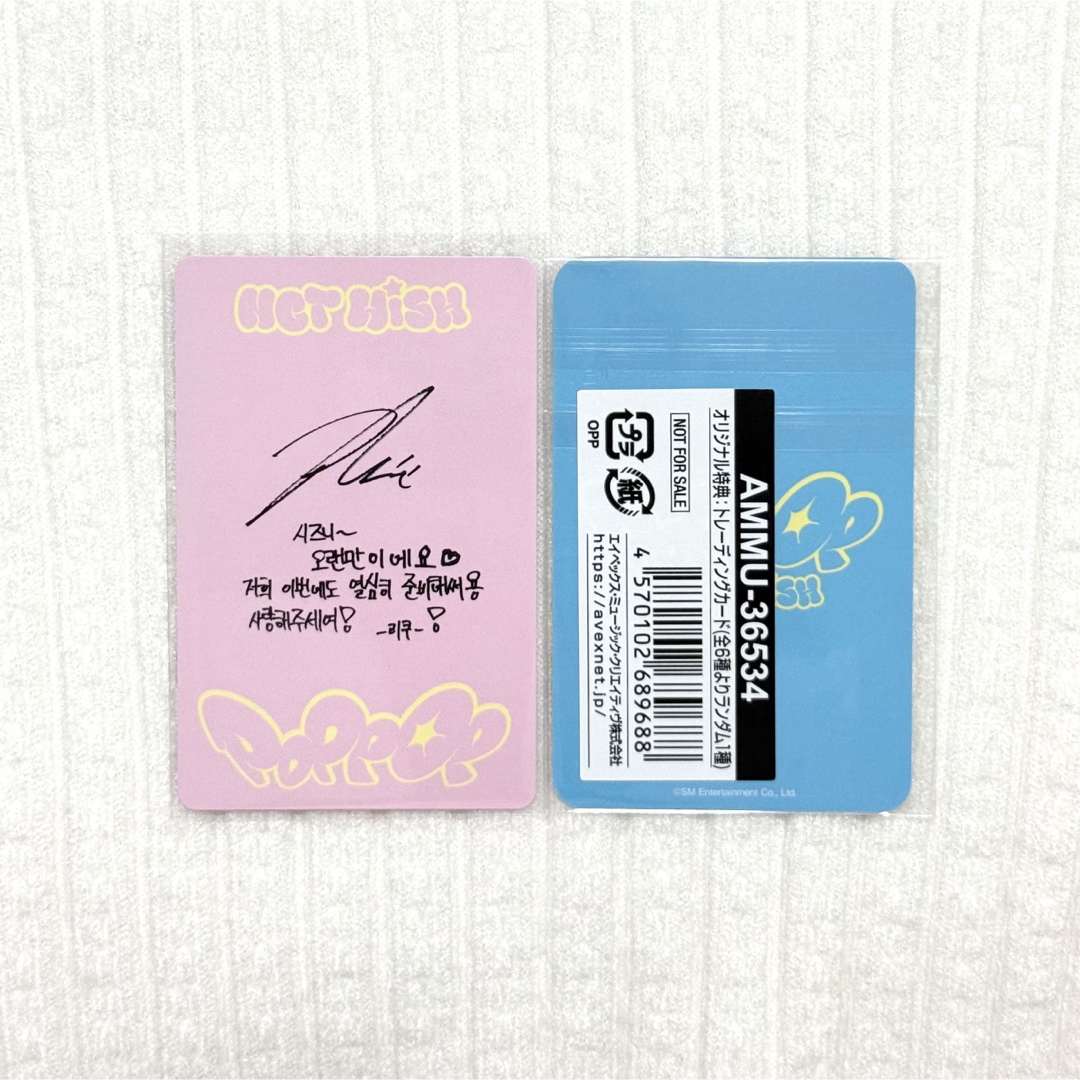 NCT WiSH
시즈니~
오랜만이에요♡
저희 이번에도 열심히 준비해써용
사랑해주세여! -리쿠- !
POPPOP
AMMU-36534
オリジナル特典:トレーディングカード(全6種よりランダム1種)
NOT FOR SALE
プラ
OPP
紙
4 570102 689688
エイベックス・ミュージック・クリエイティヴ株式会社
https://avexnet.jp/
©SM Entertainment Co., Ltd.